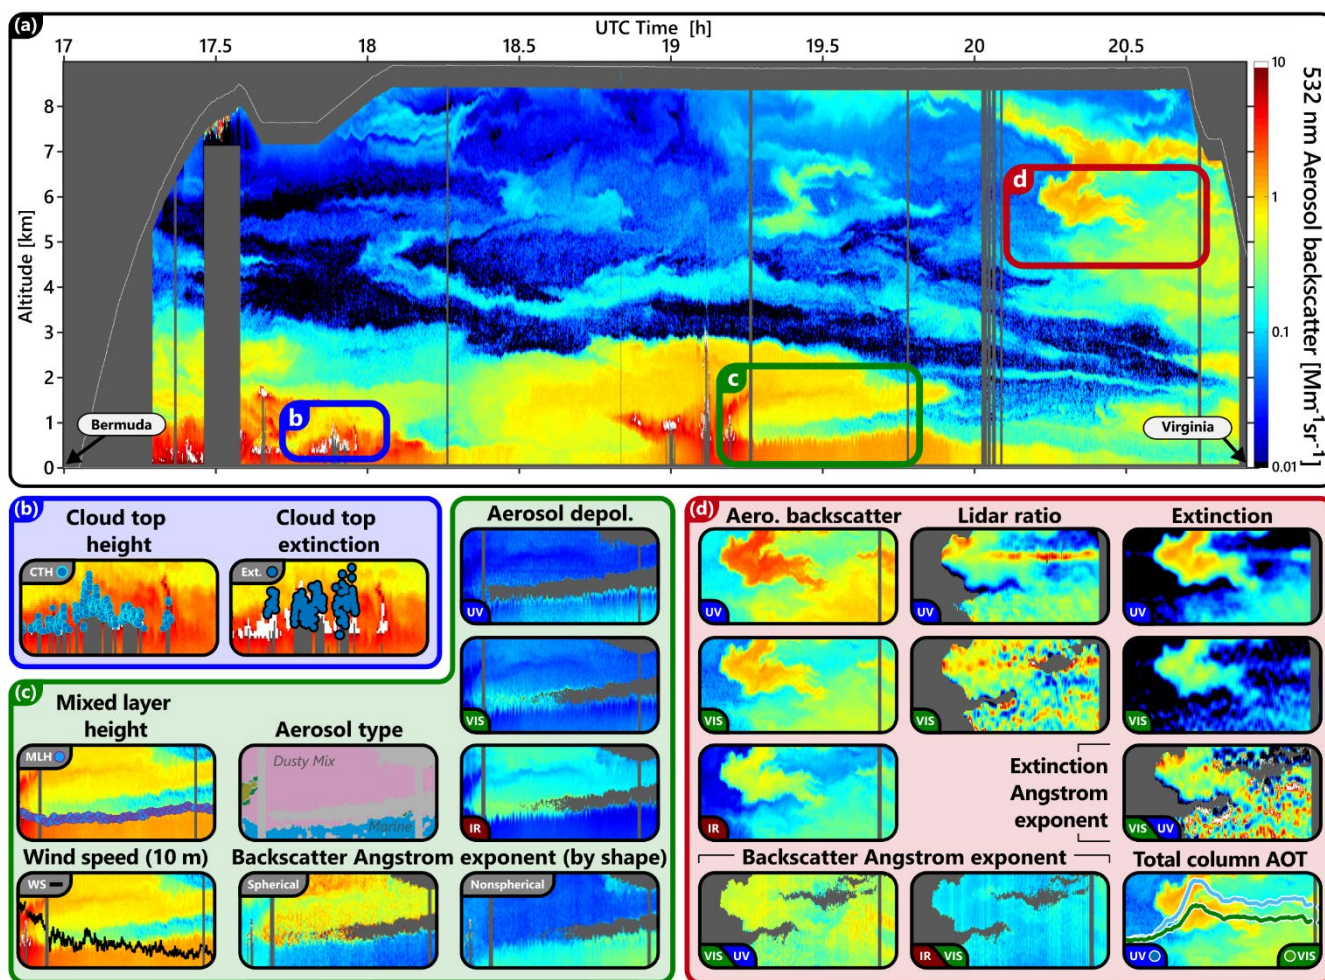 (a)
UTC Time [h]
17 17.5 18 18.5 19 19.5 20 20.5
Altitude [km]
8
7
6
5
4
3
2
1
0
b
c
d
Bermuda
Virginia
10
1
0.1
0.01
532 nm Aerosol backscatter [Mm⁻¹sr⁻¹]
(b)
Cloud top
height
CTH
Cloud top
extinction
Ext.
(c)
Aerosol depol.
UV
VIS
IR
Mixed layer
height
MLH
Aerosol type
Dusty Mix
Marine
Wind speed (10 m)
WS
Backscatter Angstrom exponent (by shape)
Spherical
Nonspherical
(d)
Aero. backscatter
UV
VIS
IR
Lidar ratio
UV
VIS
Extinction
UV
VIS
Extinction
Angstrom
exponent
VIS UV
Backscatter Angstrom exponent
VIS UV
IR VIS
Total column AOT
UV
VIS